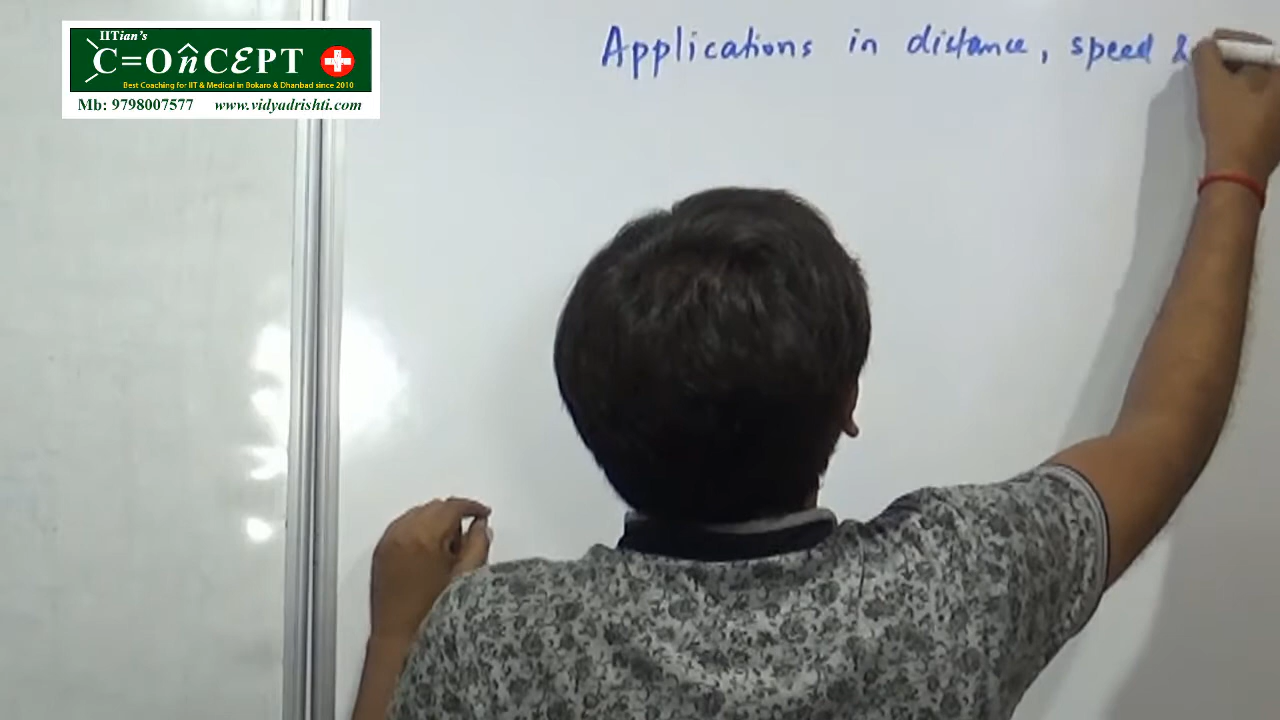 IITian's
C=OnCEPT
Best Coaching for IIT & Medical in Bokaro & Dhanbad since 2010
Mb: 9798007577 www.vidyadrishti.com
Applications in distance, speed &